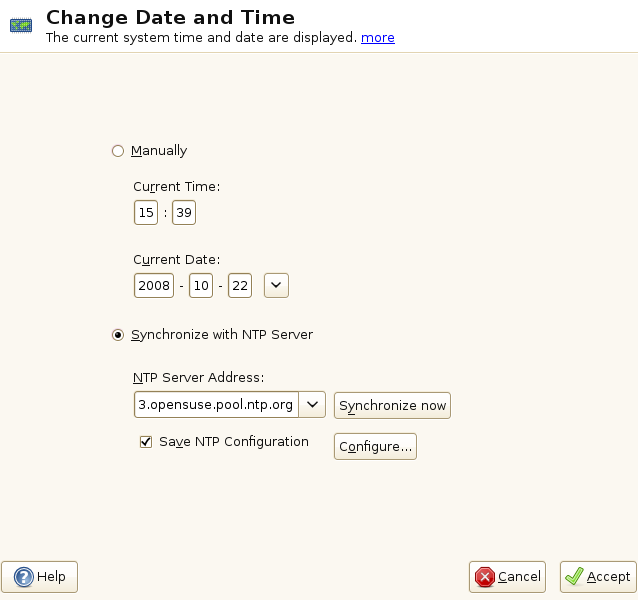 Change Date and Time
The current system time and date are displayed. more
Manually
Current Time:
15 : 39
Current Date:
2008 - 10 - 22
Synchronize with NTP Server
NTP Server Address:
3.opensuse.pool.ntp.org Synchronize now
Save NTP Configuration Configure...
Help Cancel Accept